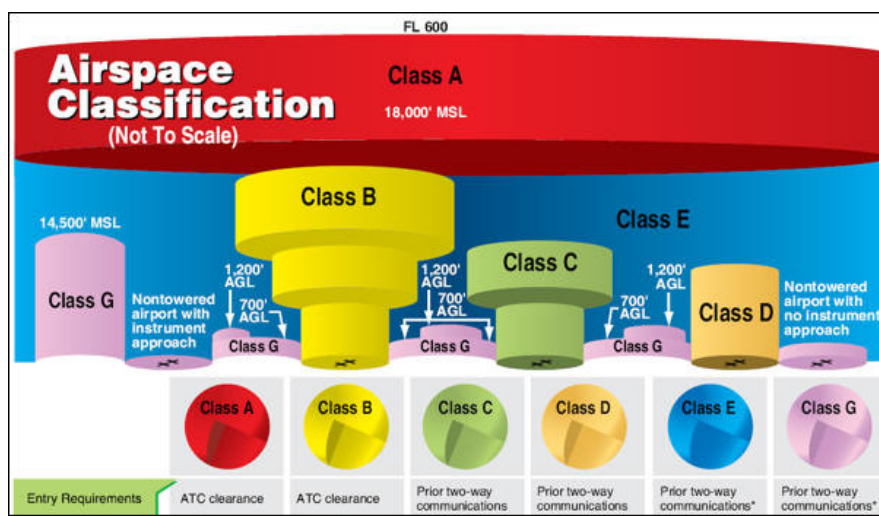 FL 600
Airspace
Classification
(Not To Scale)
Class A
18,000' MSL
Class B
Class E
14,500' MSL
Class C
1,200'
AGL
1,200'
AGL
1,200'
AGL
Class G
Nontowered
airport with
instrument
approach
700'
AGL
700'
AGL
700'
AGL
Class D
Nontowered
airport with
no instrument
approach
Class G
Class G
Class G
Class A
Class B
Class C
Class D
Class E
Class G
Entry Requirements
ATC clearance
ATC clearance
Prior two-way
communications
Prior two-way
communications
Prior two-way
communications*
Prior two-way
communications*